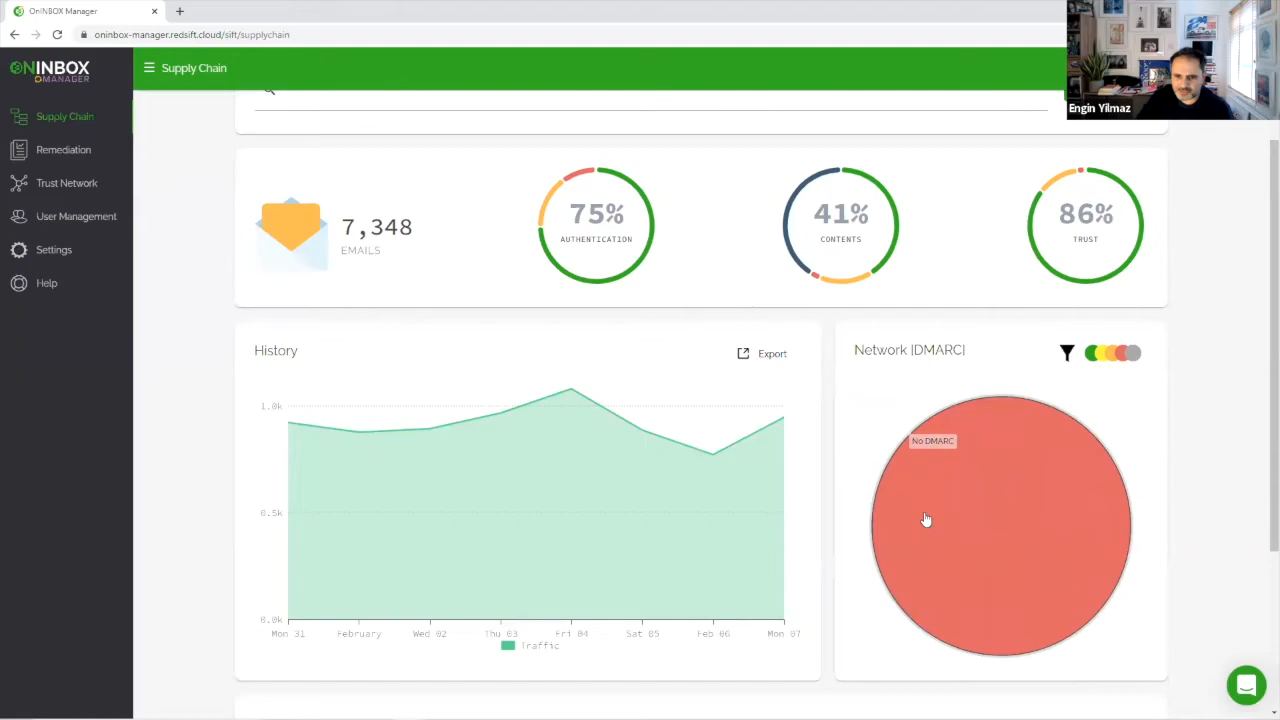 OnINBOX Manager
oninbox-manager.redsift.cloud/sift/supplychain
ONINBOX
MANAGER
Supply Chain
Engin Yilmaz
Supply Chain
Remediation
Trust Network
User Management
Settings
Help
7,348
EMAILS
75%
AUTHENTICATION
41%
CONTENTS
86%
TRUST
History
Export
1.0k
0.5k
0.0k
Mon 31
February
Wed 02
Thu 03
Fri 04
Sat 05
Feb 06
Mon 07
Traffic
Network |DMARC|
No DMARC